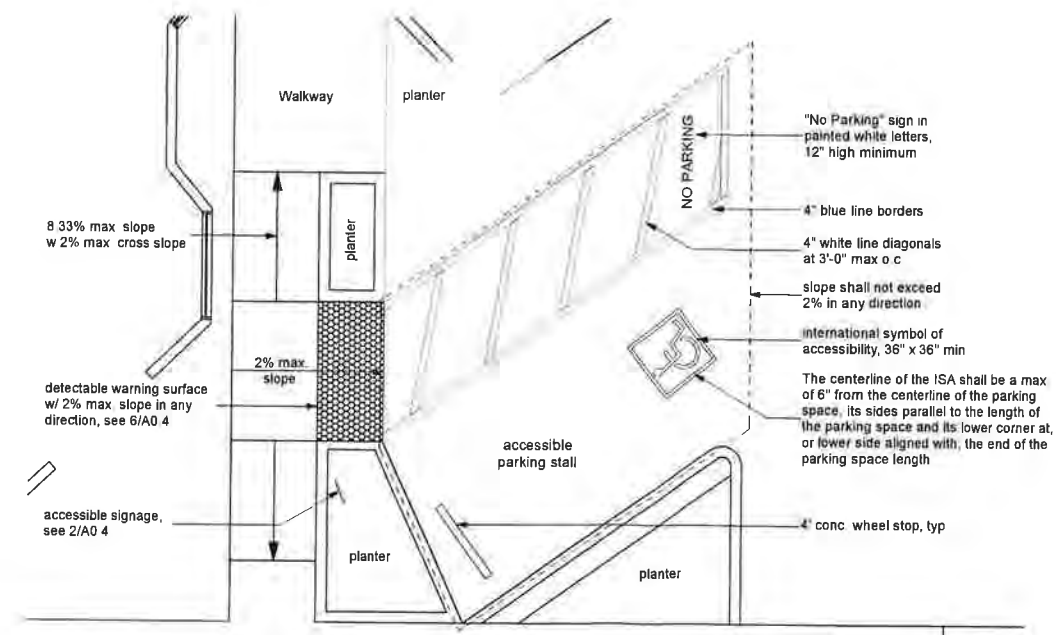 Walkway
planter
"No Parking" sign in
painted white letters,
12" high minimum
NO PARKING
4" blue line borders
8.33% max slope
w 2% max cross slope
planter
4" white line diagonals
at 3'-0" max o.c
slope shall not exceed
2% in any direction
international symbol of
accessibility, 36" x 36" min
2% max.
slope
detectable warning surface
w/ 2% max slope in any
direction, see 6/A0.4
The centerline of the ISA shall be a max
of 6" from the centerline of the parking
space, its sides parallel to the length of
the parking space and its lower corner at,
or lower side aligned with, the end of the
parking space length
accessible
parking stall
accessible signage,
see 2/A0 4
4' conc. wheel stop, typ
planter
planter